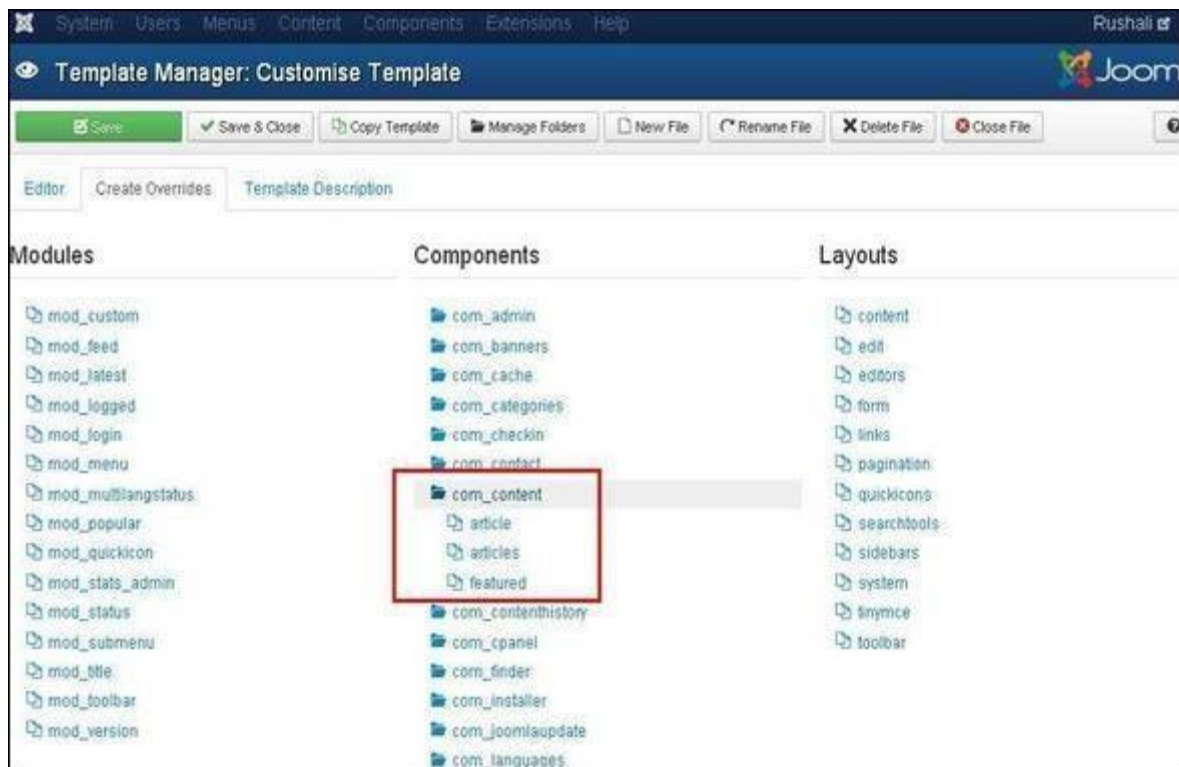 System Users Menus Content Components Extensions Help Rushali
Template Manager: Customise Template
Joom
Save Save & Close Copy Template Manage Folders New File Rename File Delete File Close File
Editor Create Overrides Template Description
Modules
mod_custom
mod_feed
mod_latest
mod_logged
mod_login
mod_menu
mod_multilangstatus
mod_popular
mod_quickicon
mod_stats_admin
mod_status
mod_submenu
mod_title
mod_toolbar
mod_version
Components
com_admin
com_banners
com_cache
com_categories
com_checkin
com_contact
com_content
article
articles
featured
com_contenthistory
com_cpanel
com_finder
com_installer
com_joomlaupdate
com_languages
Layouts
content
edit
editors
form
links
pagination
quickicons
searchtools
sidebars
system
tinymce
toolbar